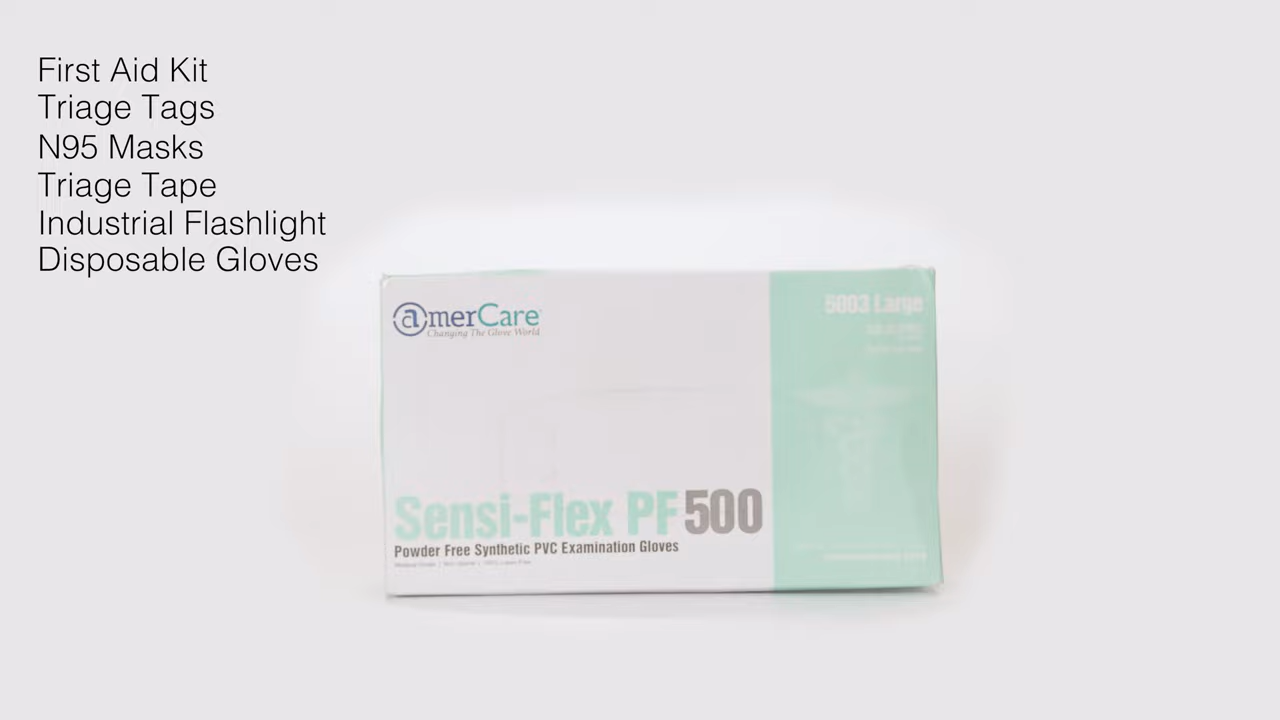 First Aid Kit
Triage Tags
N95 Masks
Triage Tape
Industrial Flashlight
Disposable Gloves
amerCare
Changing The Glove World
5003 Large
Sensi-Flex PF500
Powder Free Synthetic PVC Examination Gloves